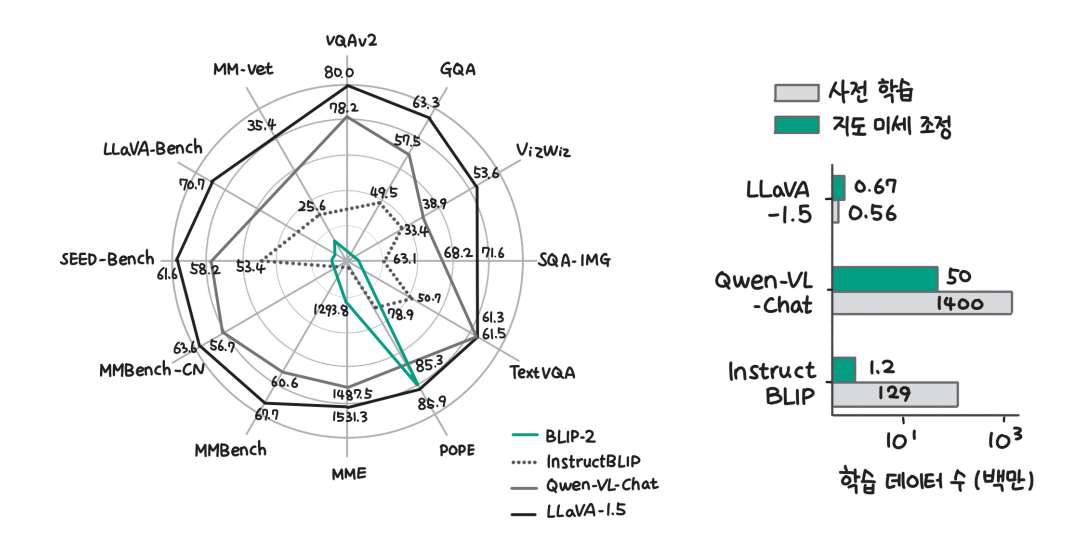 VQAv2
80.0
MM-Vet
GQA
63.3
78.2
35.4
57.5
LLaVA-Bench
VizWiz
70.7
53.6
49.5
25.6
38.9
33.4
SEED-Bench
61.6
58.2
53.4
63.1
68.2
71.6
SQA-IMG
50.7
1293.8
78.9
61.3
61.5
63.6
56.7
MMBench-CN
85.3
TextVQA
60.6
1487.5
67.7
1531.3
85.9
MMBench
MME
POPE
BLIP-2
InstructBLIP
Qwen-VL-Chat
LLaVA-1.5
사전 학습
지도 미세 조정
LLaVA
-1.5
0.67
0.56
Qwen-VL
-Chat
50
1400
Instruct
BLIP
1.2
129
10¹
10³
학습 데이터 수 (백만)